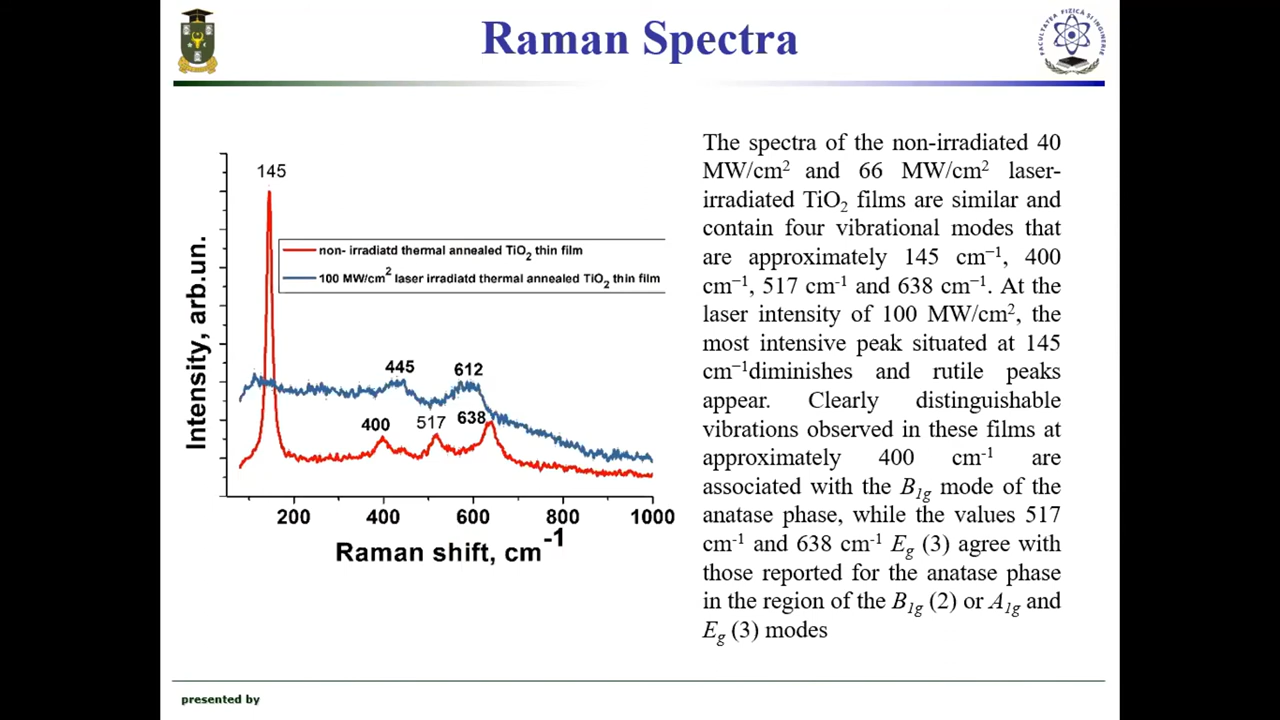 Raman Spectra
FACULTATEA FIZICA ȘI INGINERIE
145
non- irradiatd thermal annealed TiO2 thin film
100 MW/cm2 laser irradiatd thermal annealed TiO2 thin film
445
612
400
517
638
Intensity, arb.un.
200 400 600 800 1000
Raman shift, cm-1
The spectra of the non-irradiated 40
MW/cm2 and 66 MW/cm2 laser-
irradiated TiO2 films are similar and
contain four vibrational modes that
are approximately 145 cm−1, 400
cm−1, 517 cm-1 and 638 cm−1. At the
laser intensity of 100 MW/cm2, the
most intensive peak situated at 145
cm−1diminishes and rutile peaks
appear. Clearly distinguishable
vibrations observed in these films at
approximately 400 cm-1 are
associated with the B1g mode of the
anatase phase, while the values 517
cm-1 and 638 cm-1 Eg (3) agree with
those reported for the anatase phase
in the region of the B1g (2) or A1g and
Eg (3) modes
presented by